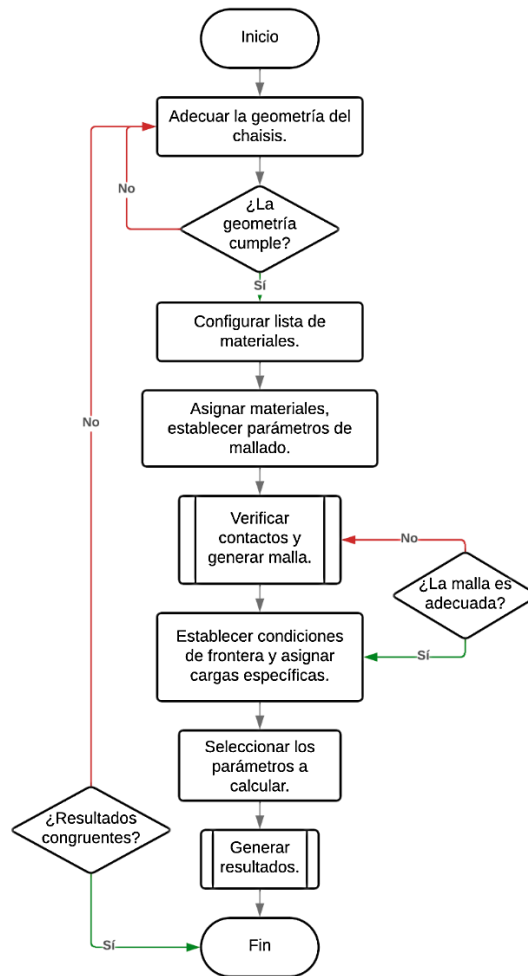 Inicio
Adecuar la geometría del
chaisis.
No
¿La
geometría
cumple?
Sí
Configurar lista de
materiales.
Asignar materiales,
establecer parámetros de
mallado.
No
Verificar
contactos y
generar malla.
No
¿La malla es
adecuada?
Establecer condiciones
de frontera y asignar
cargas específicas.
Sí
Seleccionar los
parámetros a
calcular.
¿Resultados
congruentes?
Generar
resultados.
Sí
Fin